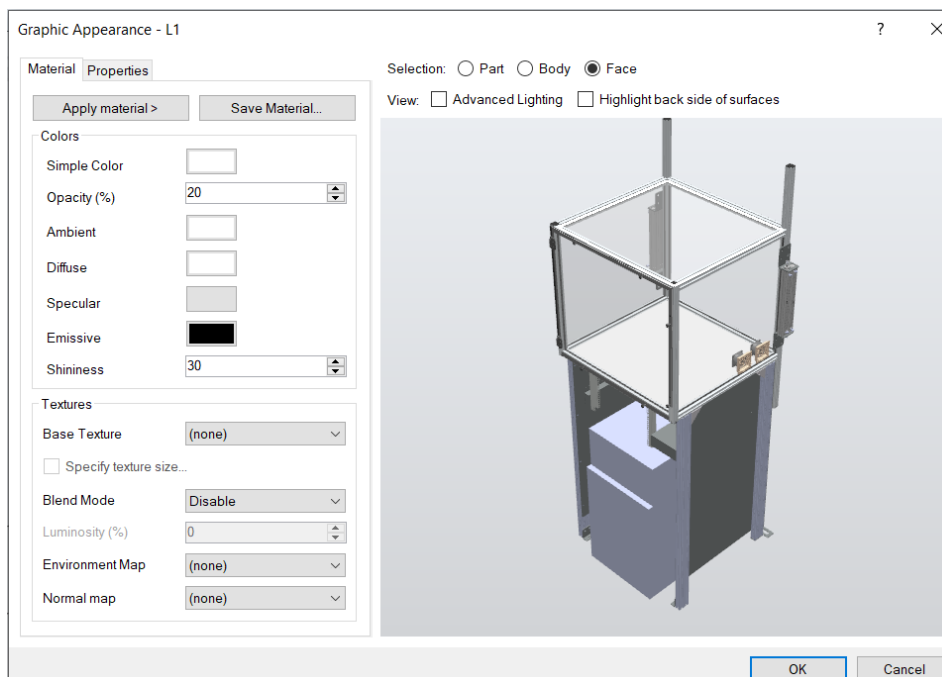 Graphic Appearance - L1
Material Properties
Selection: Part Body Face
Apply material > Save Material...
View: Advanced Lighting Highlight back side of surfaces
Colors
Simple Color
Opacity (%) 20
Ambient
Diffuse
Specular
Emissive
Shininess 30
Textures
Base Texture (none)
Specify texture size...
Blend Mode Disable
Luminosity (%) 0
Environment Map (none)
Normal map (none)
OK Cancel